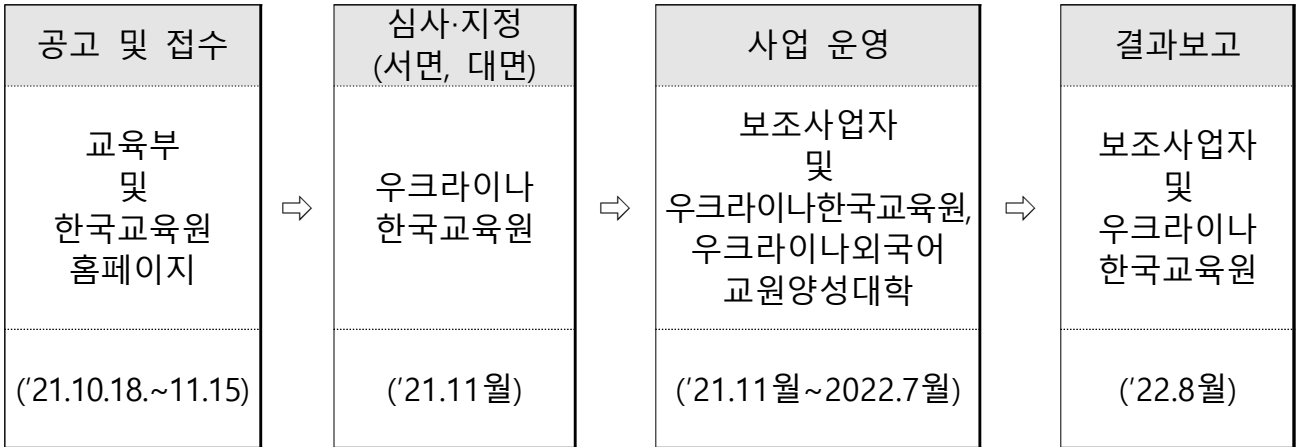 공고 및 접수
교육부
및
한국교육원
홈페이지
('21.10.18.~11.15)
⇨
심사·지정
(서면, 대면)
우크라이나
한국교육원
('21.11월)
⇨
사업 운영
보조사업자
및
우크라이나한국교육원,
우크라이나외국어
교원양성대학
('21.11월~2022.7월)
⇨
결과보고
보조사업자
및
우크라이나
한국교육원
('22.8월)